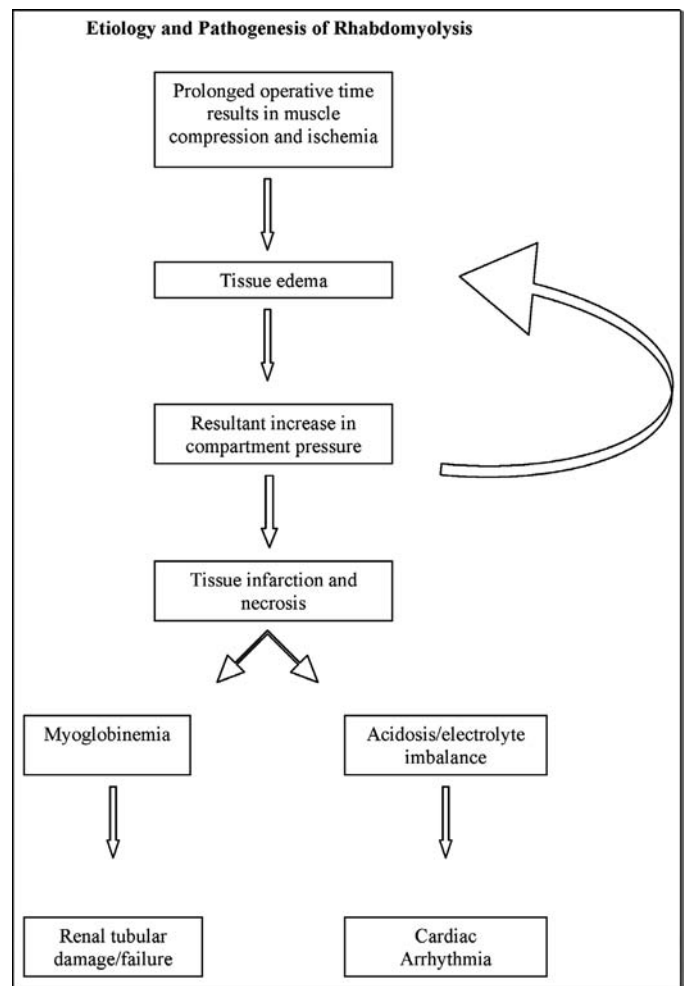 Etiology and Pathogenesis of Rhabdomyolysis
Prolonged operative time
results in muscle
compression and ischemia
Tissue edema
Resultant increase in
compartment pressure
Tissue infarction and
necrosis
Myoglobinemia
Acidosis/electrolyte
imbalance
Renal tubular
damage/failure
Cardiac
Arrhythmia